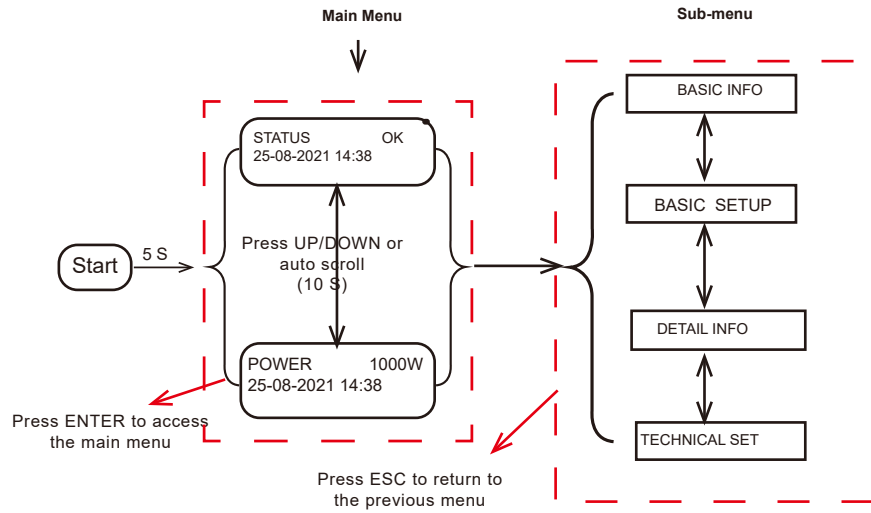 Main Menu
Sub-menu
STATUS OK
25-08-2021 14:38
Start
5 S
Press UP/DOWN or
auto scroll
(10 S)
POWER 1000W
25-08-2021 14:38
Press ENTER to access
the main menu
Press ESC to return to
the previous menu
BASIC INFO
BASIC SETUP
DETAIL INFO
TECHNICAL SET